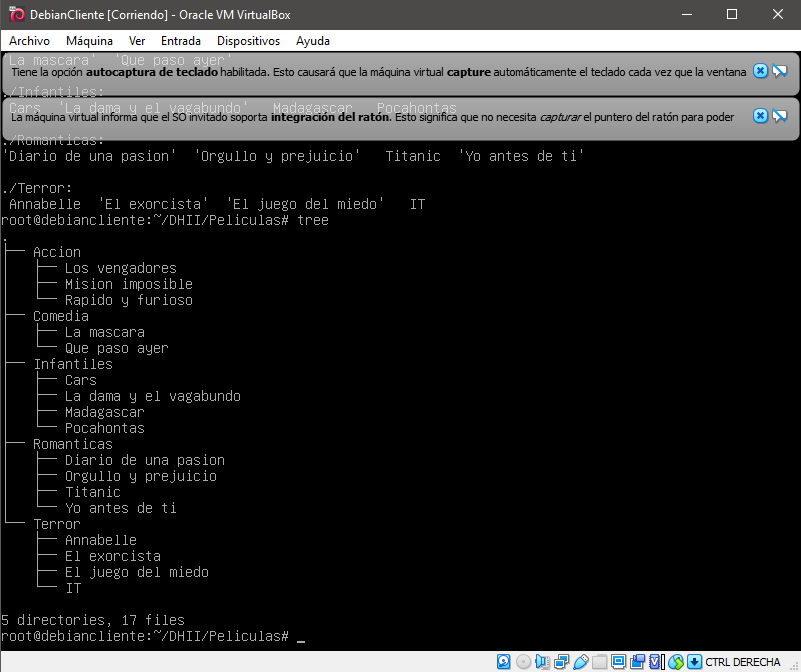 DebianCliente [Corriendo] - Oracle VM VirtualBox
Archivo Máquina Ver Entrada Dispositivos Ayuda
'La mascara' 'Que paso ayer'
Tiene la opción autocaptura de teclado habilitada. Esto causará que la máquina virtual capture automáticamente el teclado cada vez que la ventana
./Infantiles:
Cars 'La dama y el vagabundo' Madagascar Pocahontas
La máquina virtual informa que el SO invitado soporta integración del ratón. Esto significa que no necesita capturar el puntero del ratón para poder
./Romanticas:
'Diario de una pasion' 'Orgullo y prejuicio' Titanic 'Yo antes de ti'
./Terror:
Annabelle 'El exorcista' 'El juego del miedo' IT
root@debiancliente:~/DHII/Peliculas# tree
.
├── Accion
│   ├── Los vengadores
│   ├── Mision imposible
│   └── Rapido y furioso
├── Comedia
│   ├── La mascara
│   └── Que paso ayer
├── Infantiles
│   ├── Cars
│   ├── La dama y el vagabundo
│   ├── Madagascar
│   └── Pocahontas
├── Romanticas
│   ├── Diario de una pasion
│   ├── Orgullo y prejuicio
│   ├── Titanic
│   └── Yo antes de ti
└── Terror
    ├── Annabelle
    ├── El exorcista
    ├── El juego del miedo
    └── IT
5 directories, 17 files
root@debiancliente:~/DHII/Peliculas# _
CTRL DERECHA